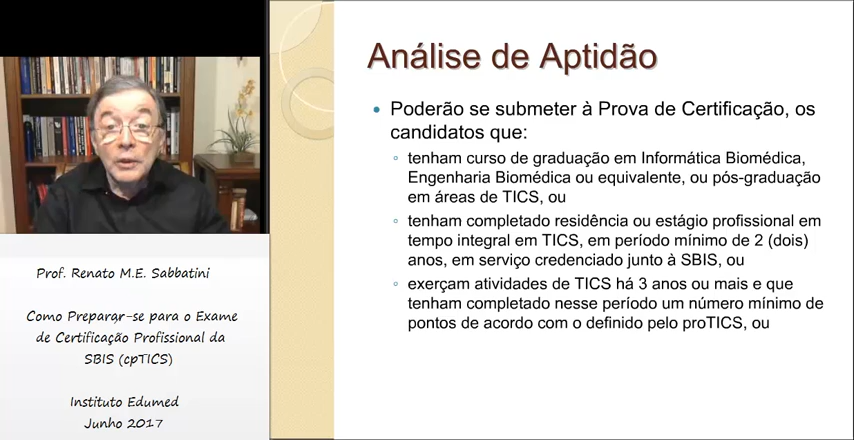 Análise de Aptidão
Poderão se submeter à Prova de Certificação, os
candidatos que:
tenham curso de graduação em Informática Biomédica,
Engenharia Biomédica ou equivalente, ou pós-graduação
em áreas de TICS, ou
tenham completado residência ou estágio profissional em
tempo integral em TICS, em período mínimo de 2 (dois)
anos, em serviço credenciado junto à SBIS, ou
exerçam atividades de TICS há 3 anos ou mais e que
tenham completado nesse período um número mínimo de
pontos de acordo com o definido pelo proTICS, ou
Prof. Renato M.E. Sabbatini
Como Preparar-se para o Exame
de Certificação Profissional da
SBIS (cpTICS)
Instituto Edumed
Junho 2017